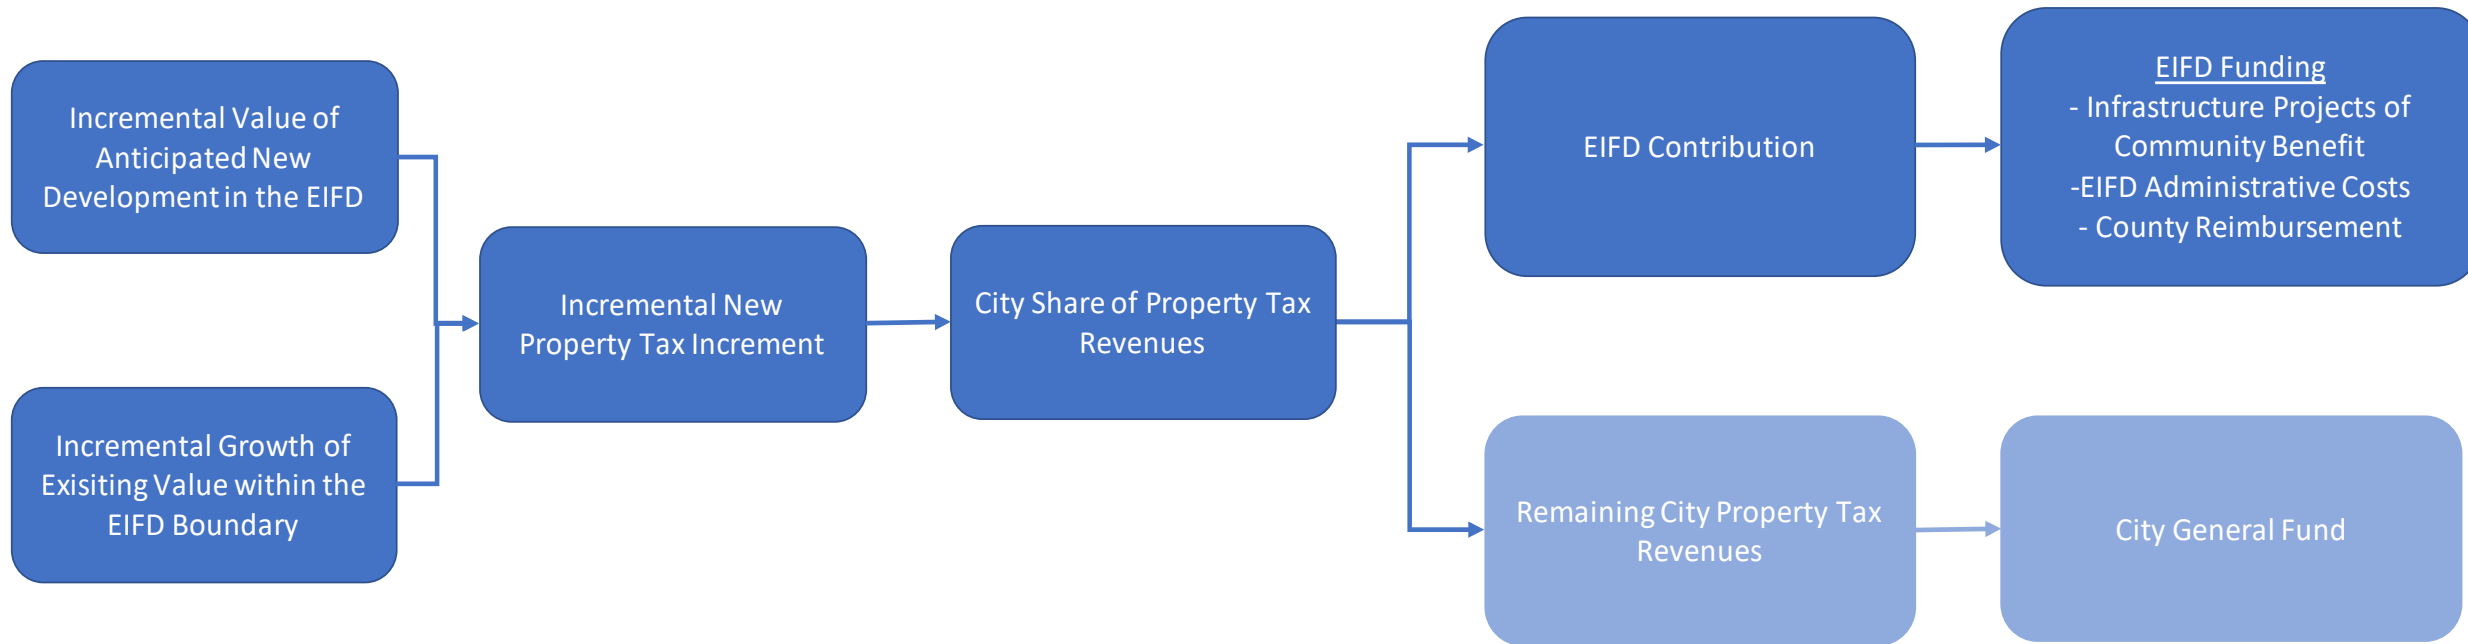 Incremental Value of
Anticipated New
Development in the EIFD
Incremental Growth of
Exisiting Value within the
EIFD Boundary
Incremental New
Property Tax Increment
City Share of Property Tax
Revenues
EIFD Contribution
EIFD Funding
- Infrastructure Projects of
Community Benefit
-EIFD Administrative Costs
- County Reimbursement
Remaining City Property Tax
Revenues
City General Fund